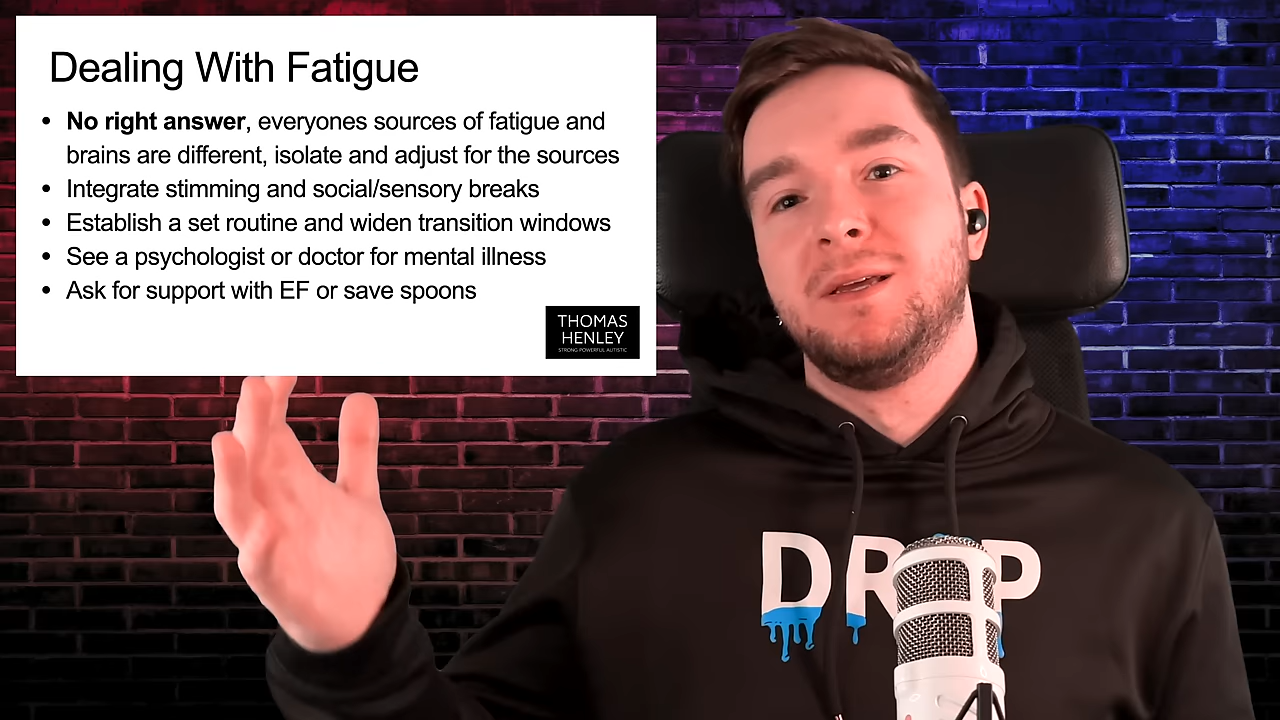 Dealing With Fatigue
• No right answer, everyones sources of fatigue and
brains are different, isolate and adjust for the sources
• Integrate stimming and social/sensory breaks
• Establish a set routine and widen transition windows
• See a psychologist or doctor for mental illness
• Ask for support with EF or save spoons
THOMAS
HENLEY
STRONG POWERFUL AUTISTIC
DR P